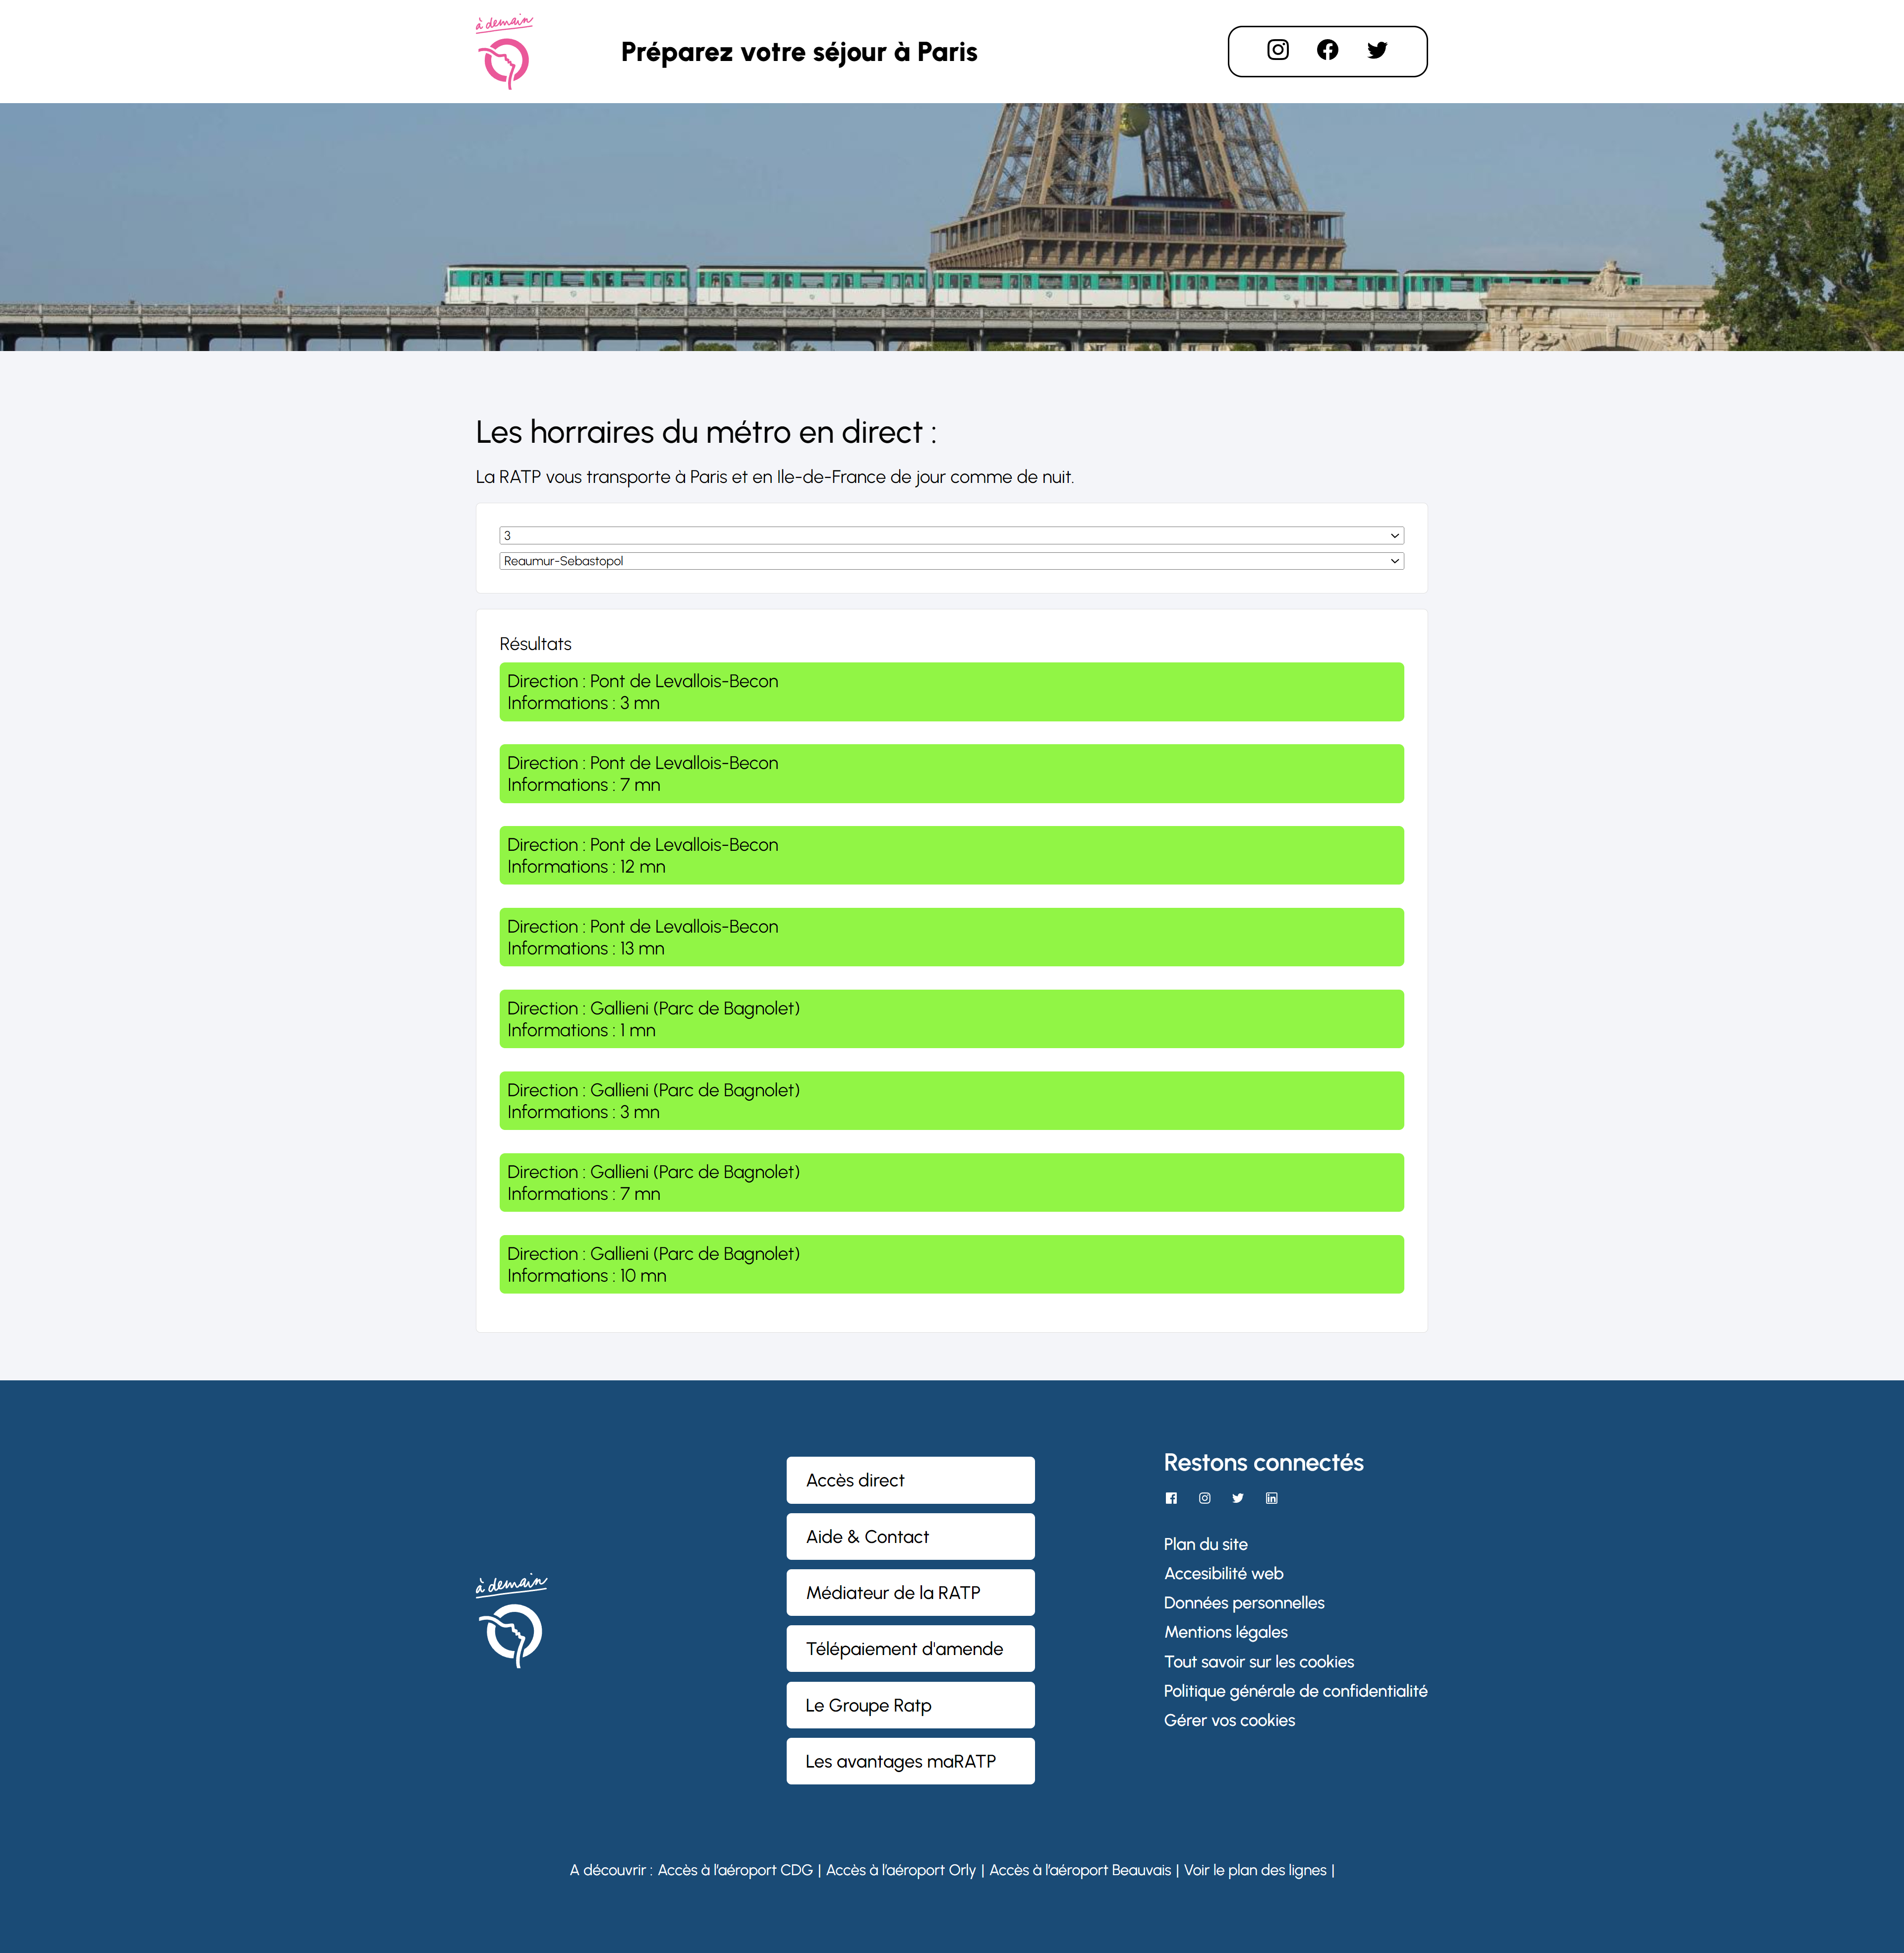 à demain
Préparez votre séjour à Paris
Les horraires du métro en direct :
La RATP vous transporte à Paris et en Ile-de-France de jour comme de nuit.
3
Reaumur-Sebastopol
Résultats
Direction : Pont de Levallois-Becon
Informations : 3 mn
Direction : Pont de Levallois-Becon
Informations : 7 mn
Direction : Pont de Levallois-Becon
Informations : 12 mn
Direction : Pont de Levallois-Becon
Informations : 13 mn
Direction : Gallieni (Parc de Bagnolet)
Informations : 1 mn
Direction : Gallieni (Parc de Bagnolet)
Informations : 3 mn
Direction : Gallieni (Parc de Bagnolet)
Informations : 7 mn
Direction : Gallieni (Parc de Bagnolet)
Informations : 10 mn
à demain
Accès direct
Aide & Contact
Médiateur de la RATP
Télépaiement d'amende
Le Groupe Ratp
Les avantages maRATP
Restons connectés
Plan du site
Accesibilité web
Données personnelles
Mentions légales
Tout savoir sur les cookies
Politique générale de confidentialité
Gérer vos cookies
A découvrir : Accès à l'aéroport CDG | Accès à l'aéroport Orly | Accès à l'aéroport Beauvais | Voir le plan des lignes |